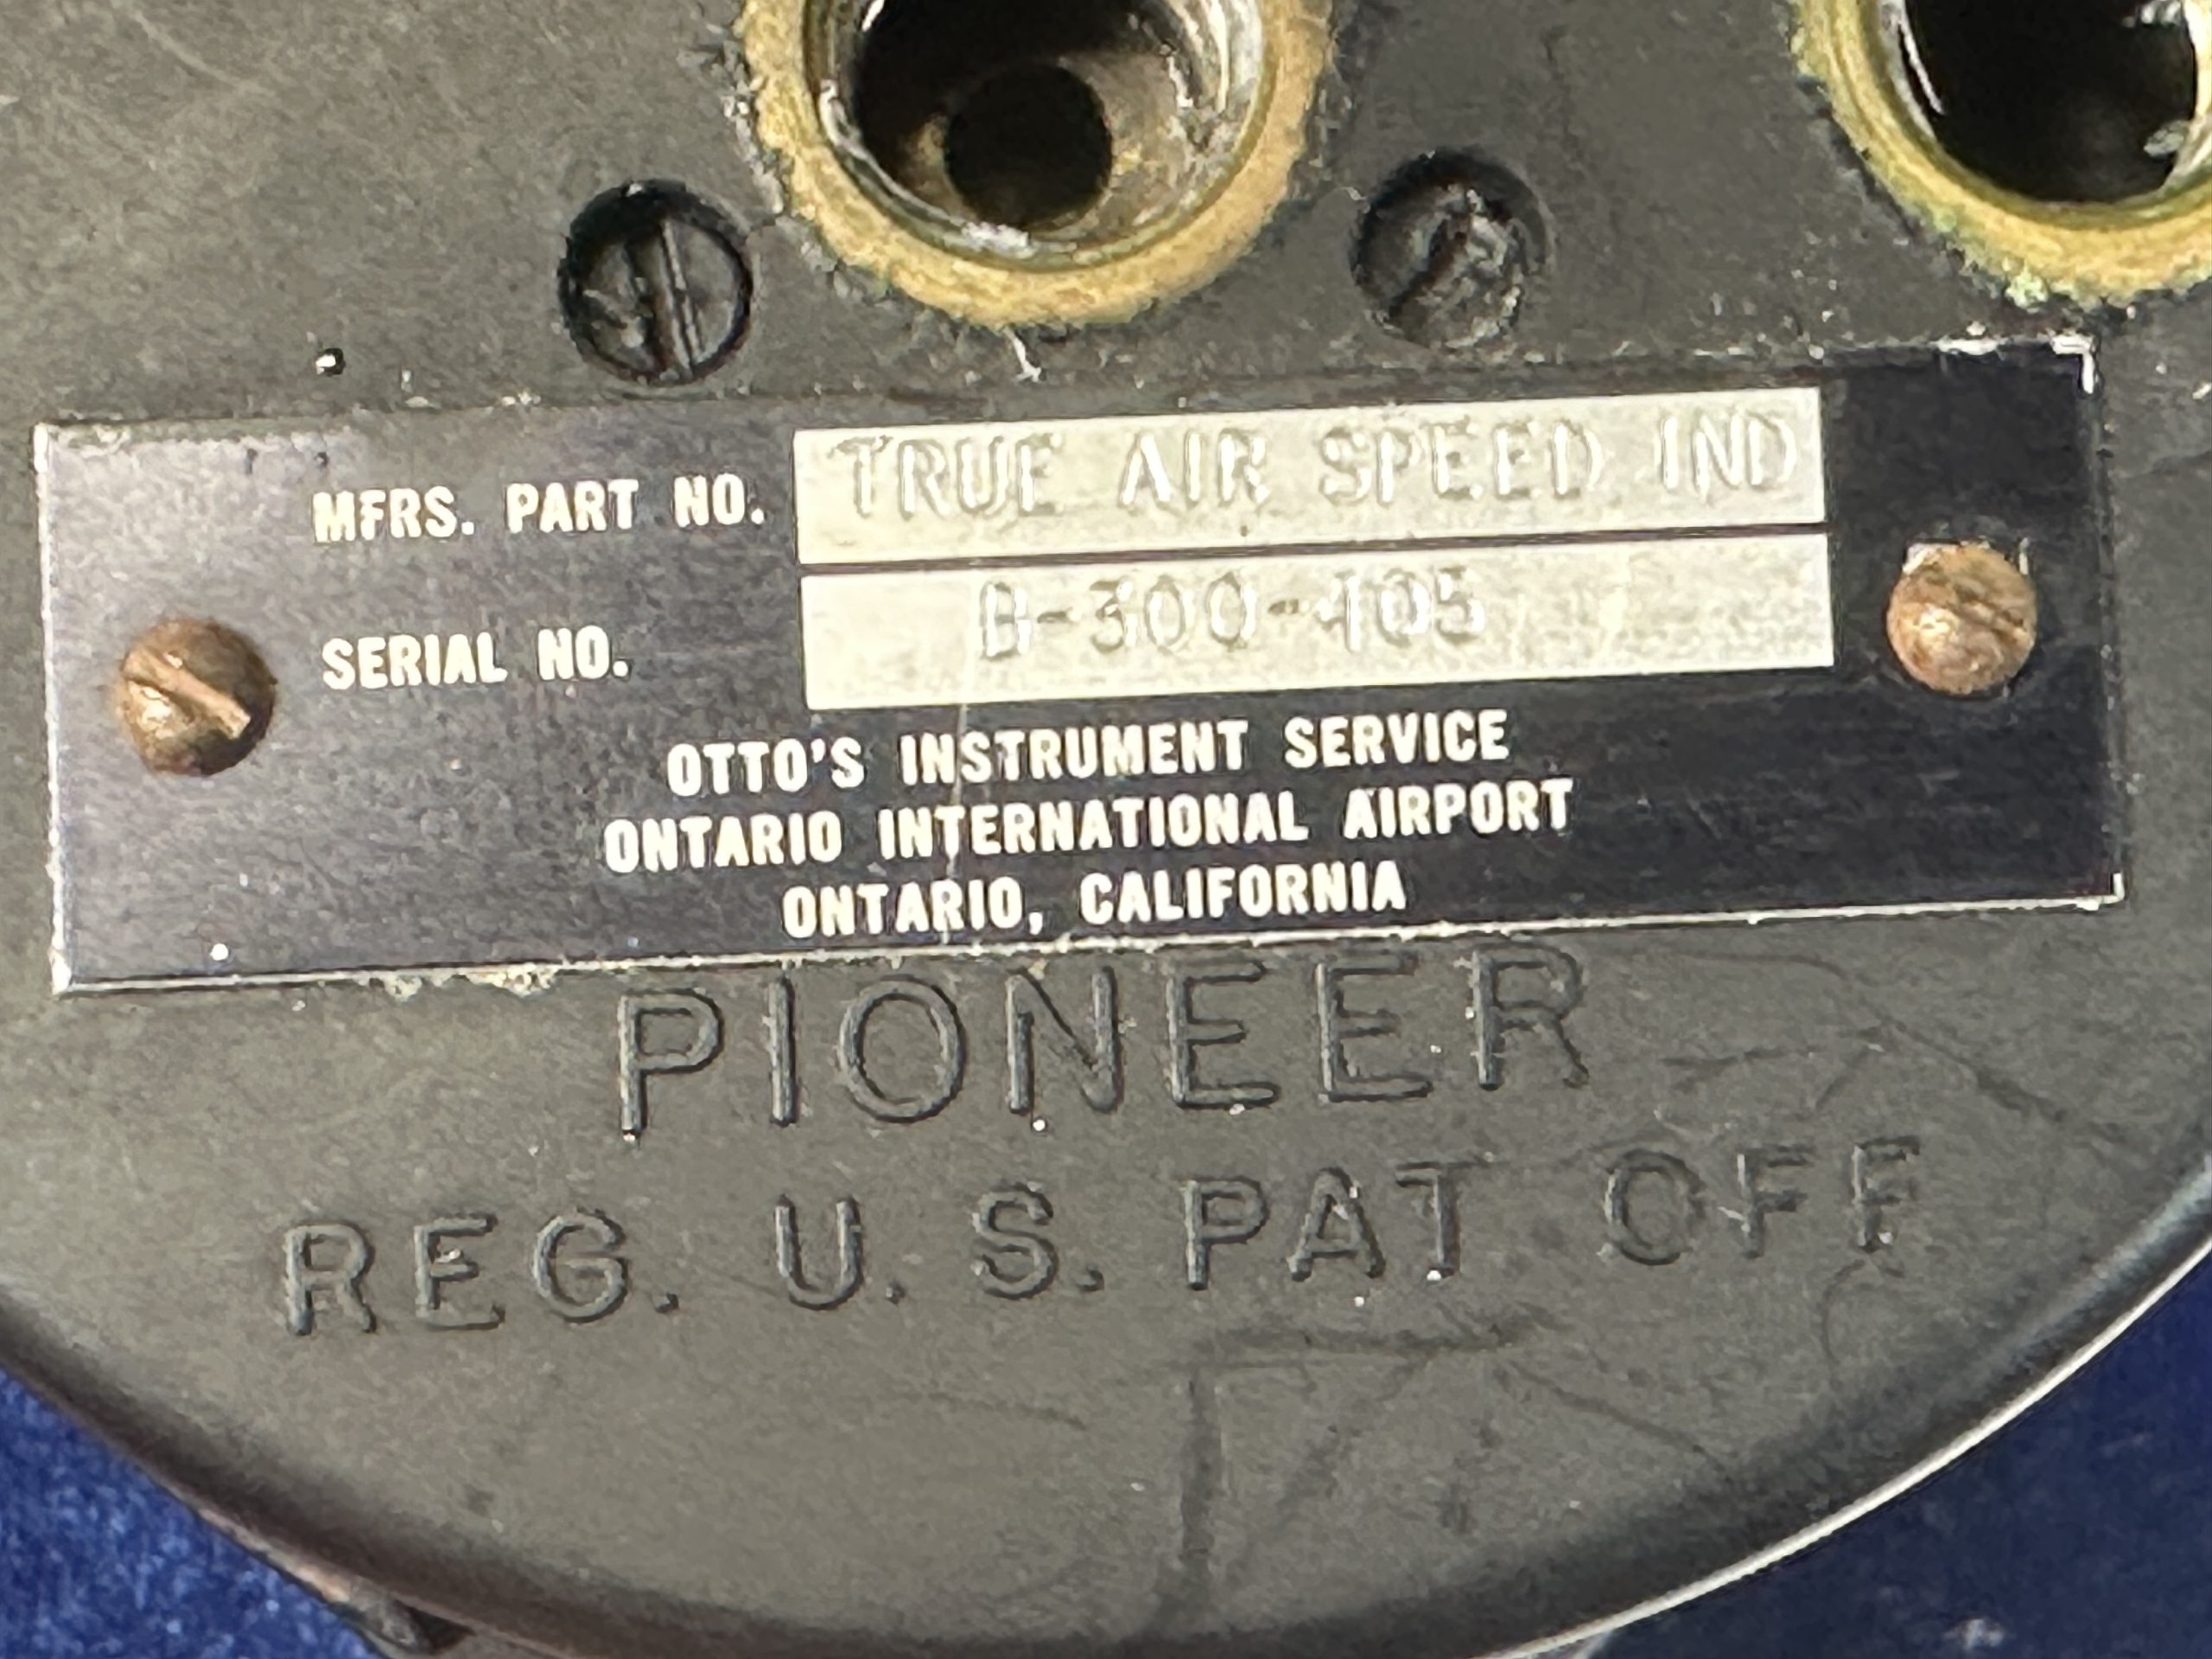 MFRS. PART NO. TRUE AIR SPEED IND
SERIAL NO. B-300-405
OTTO'S INSTRUMENT SERVICE
ONTARIO INTERNATIONAL AIRPORT
ONTARIO, CALIFORNIA
PIONEER
REG. U. S. PAT OFF